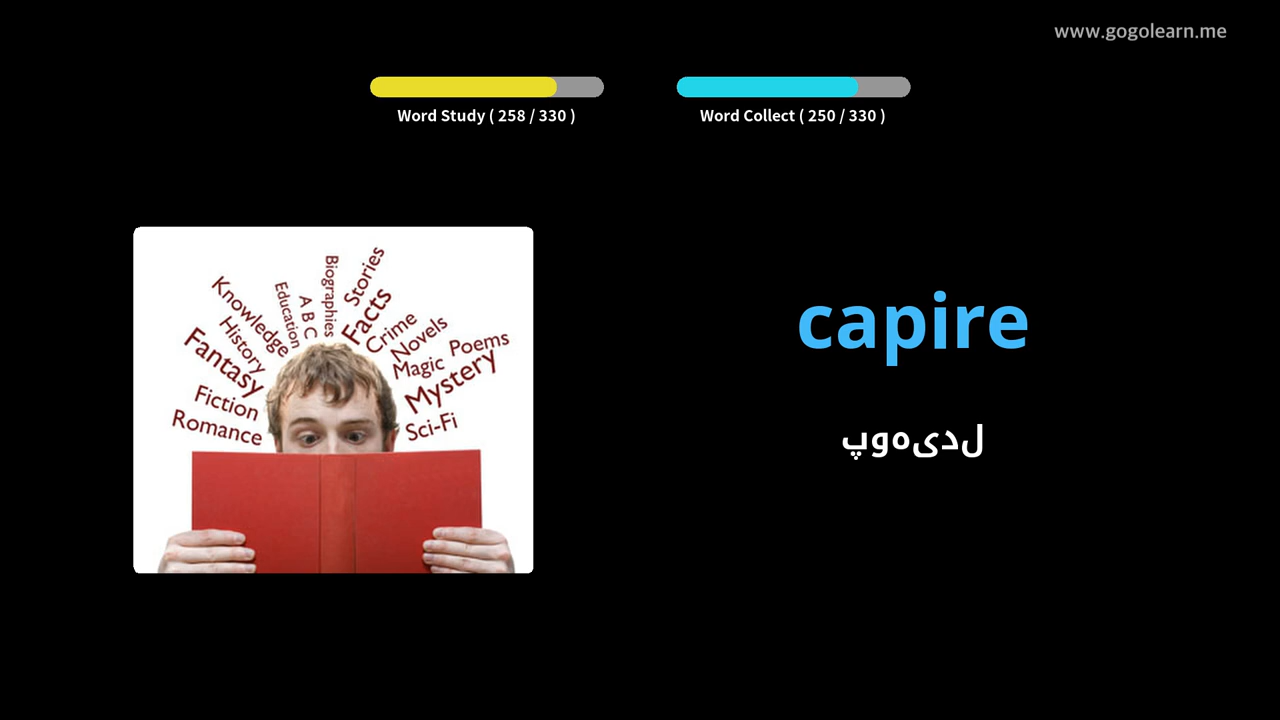 www.gogolearn.me
Word Study ( 258 / 330 )
Word Collect ( 250 / 330 )
Romance
Fiction
Fantasy
History
Knowledge
Education
A B C
Biographies
Stories
Facts
Crime
Novels
Magic
Poems
Mystery
Sci-Fi
capire
لدیهوپ